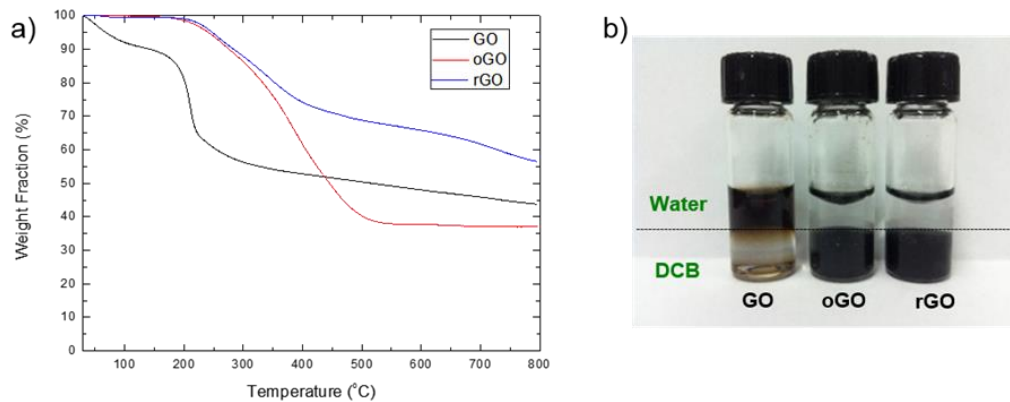 a)
100
90
80
70
60
50
40
30
20
10
0
Weight Fraction (%)
100 200 300 400 500 600 700 800
Temperature (°C)
GO
oGO
rGO
b)
Water
DCB
GO oGO rGO